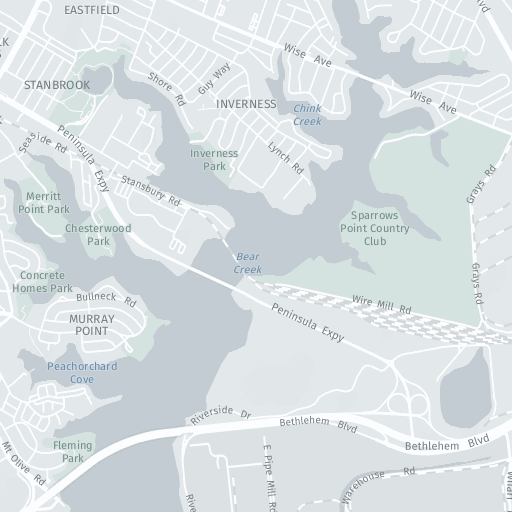 EASTFIELD
Blvd
Wise Ave
STANBROOK
Shore Rd
Guy Way
INVERNESS
Chink
Creek
Wise Ave
Seaside Rd
Peninsula Expy
Lynch Rd
Inverness
Park
Stansbury Rd
Grays Rd
Merritt
Point Park
Chesterwood
Park
Sparrows
Point Country
Club
Bear
Creek
Concrete
Homes Park
Grays Rd
Bullneck Rd
Wire Mill Rd
MURRAY
POINT
Peninsula Expy
Peachorchard
Cove
Riverside Dr
Bethlehem Blvd
Bethlehem Blvd
Fleming
Park
Mt Olive Rd
E Pipe Mill Rd
Warehouse Rd